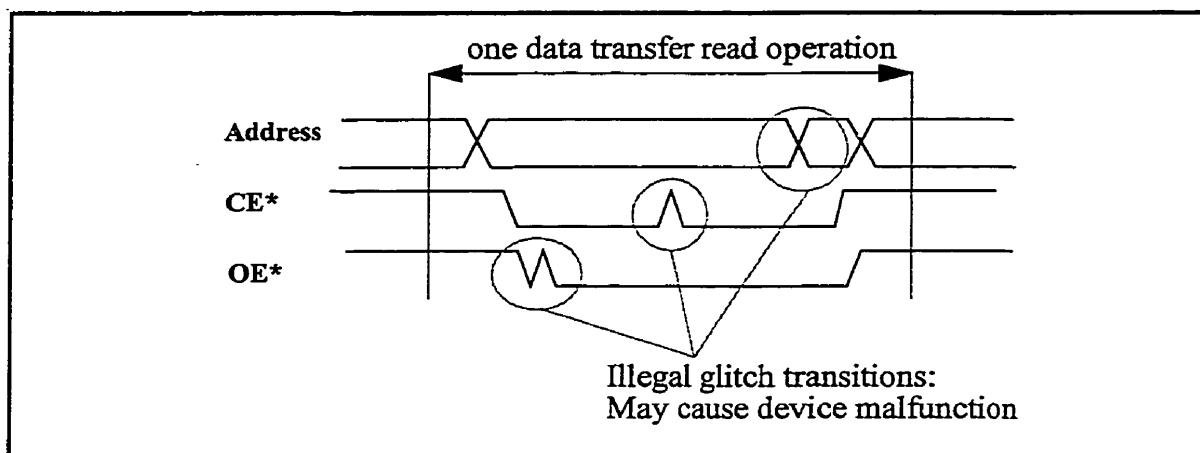 one data transfer read operation
Address
CE*
OE*
Illegal glitch transitions:
May cause device malfunction